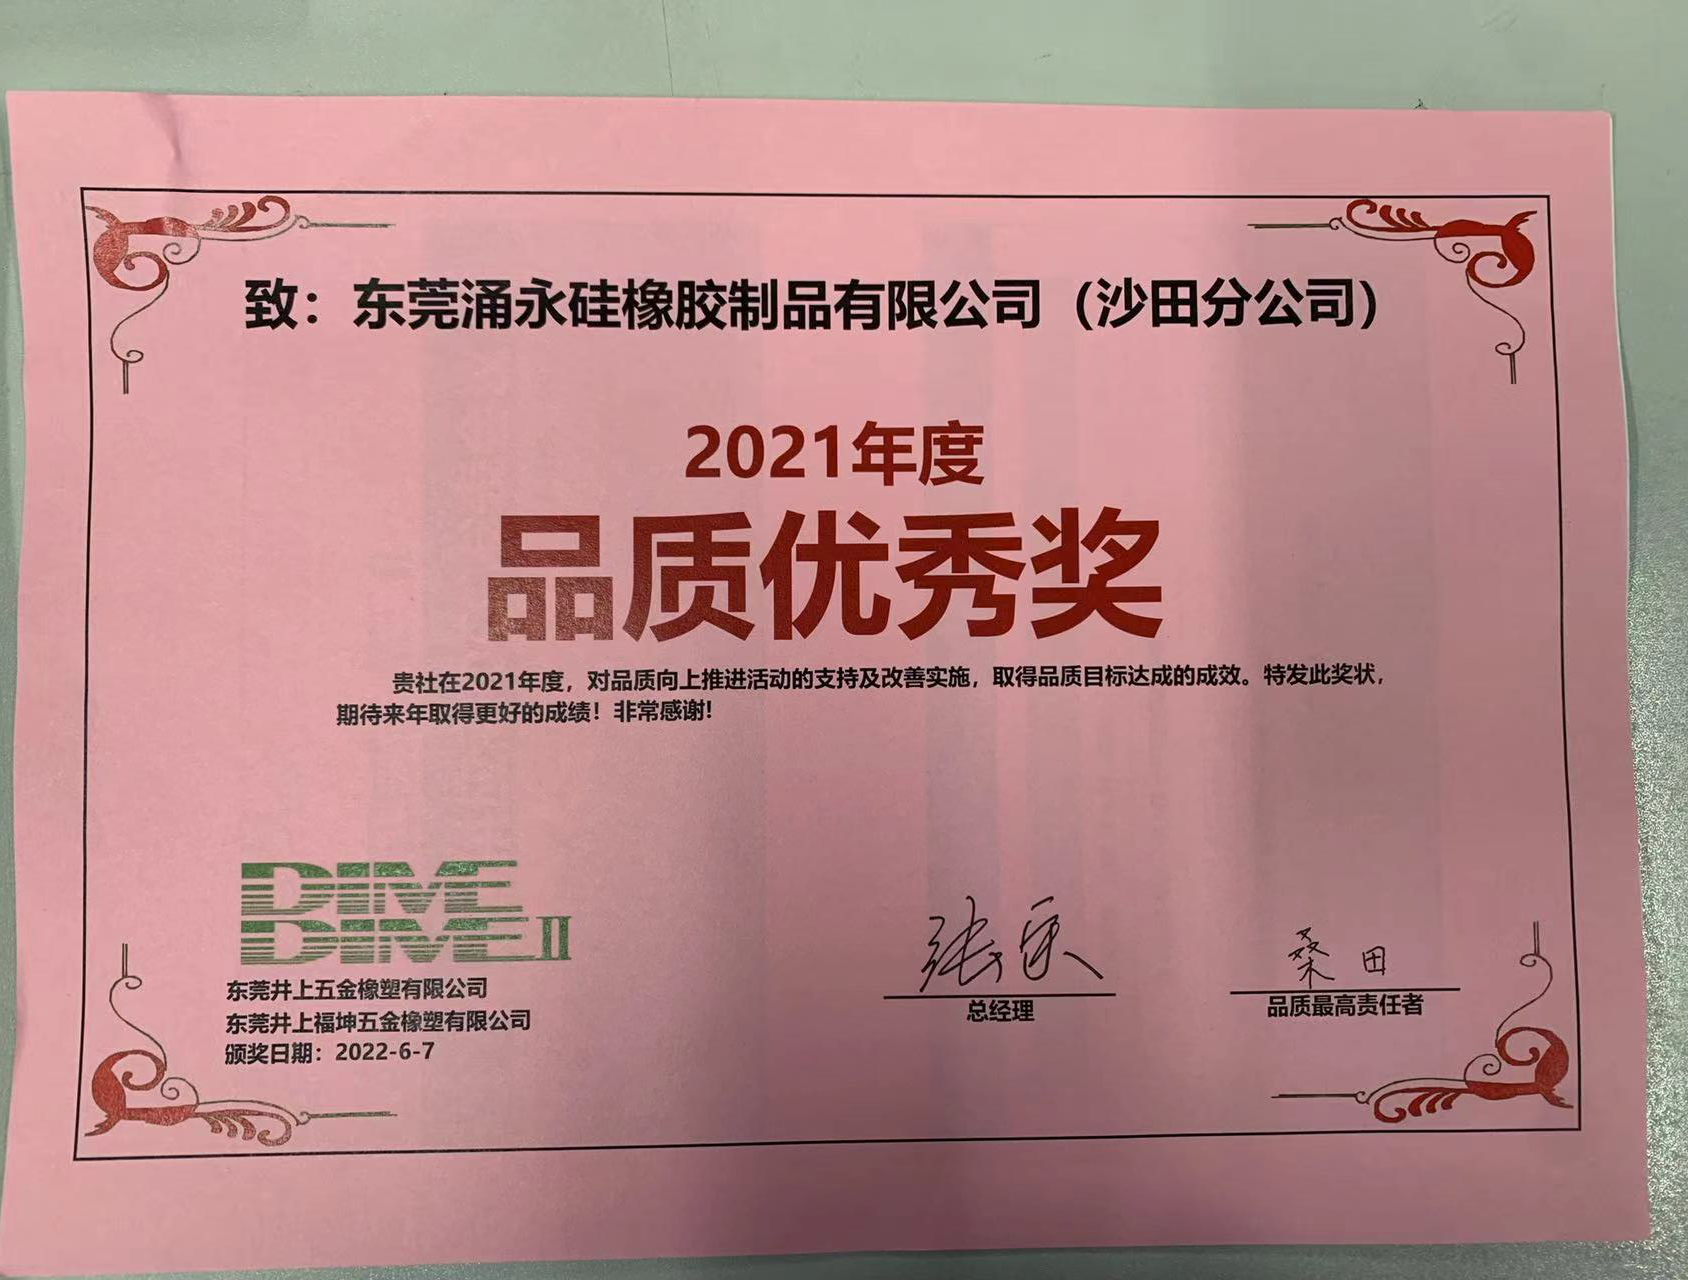 致：东莞涌永硅橡胶制品有限公司（沙田分公司）
2021年度
品质优秀奖
贵社在2021年度，对品质向上推进活动的支持及改善实施，取得品质目标达成的成效。特发此奖状，
期待来年取得更好的成绩！非常感谢!
DIME
DIME II
东莞井上五金橡塑有限公司
东莞井上福坤五金橡塑有限公司
颁奖日期：2022-6-7
桑田
总经理
品质最高责任者